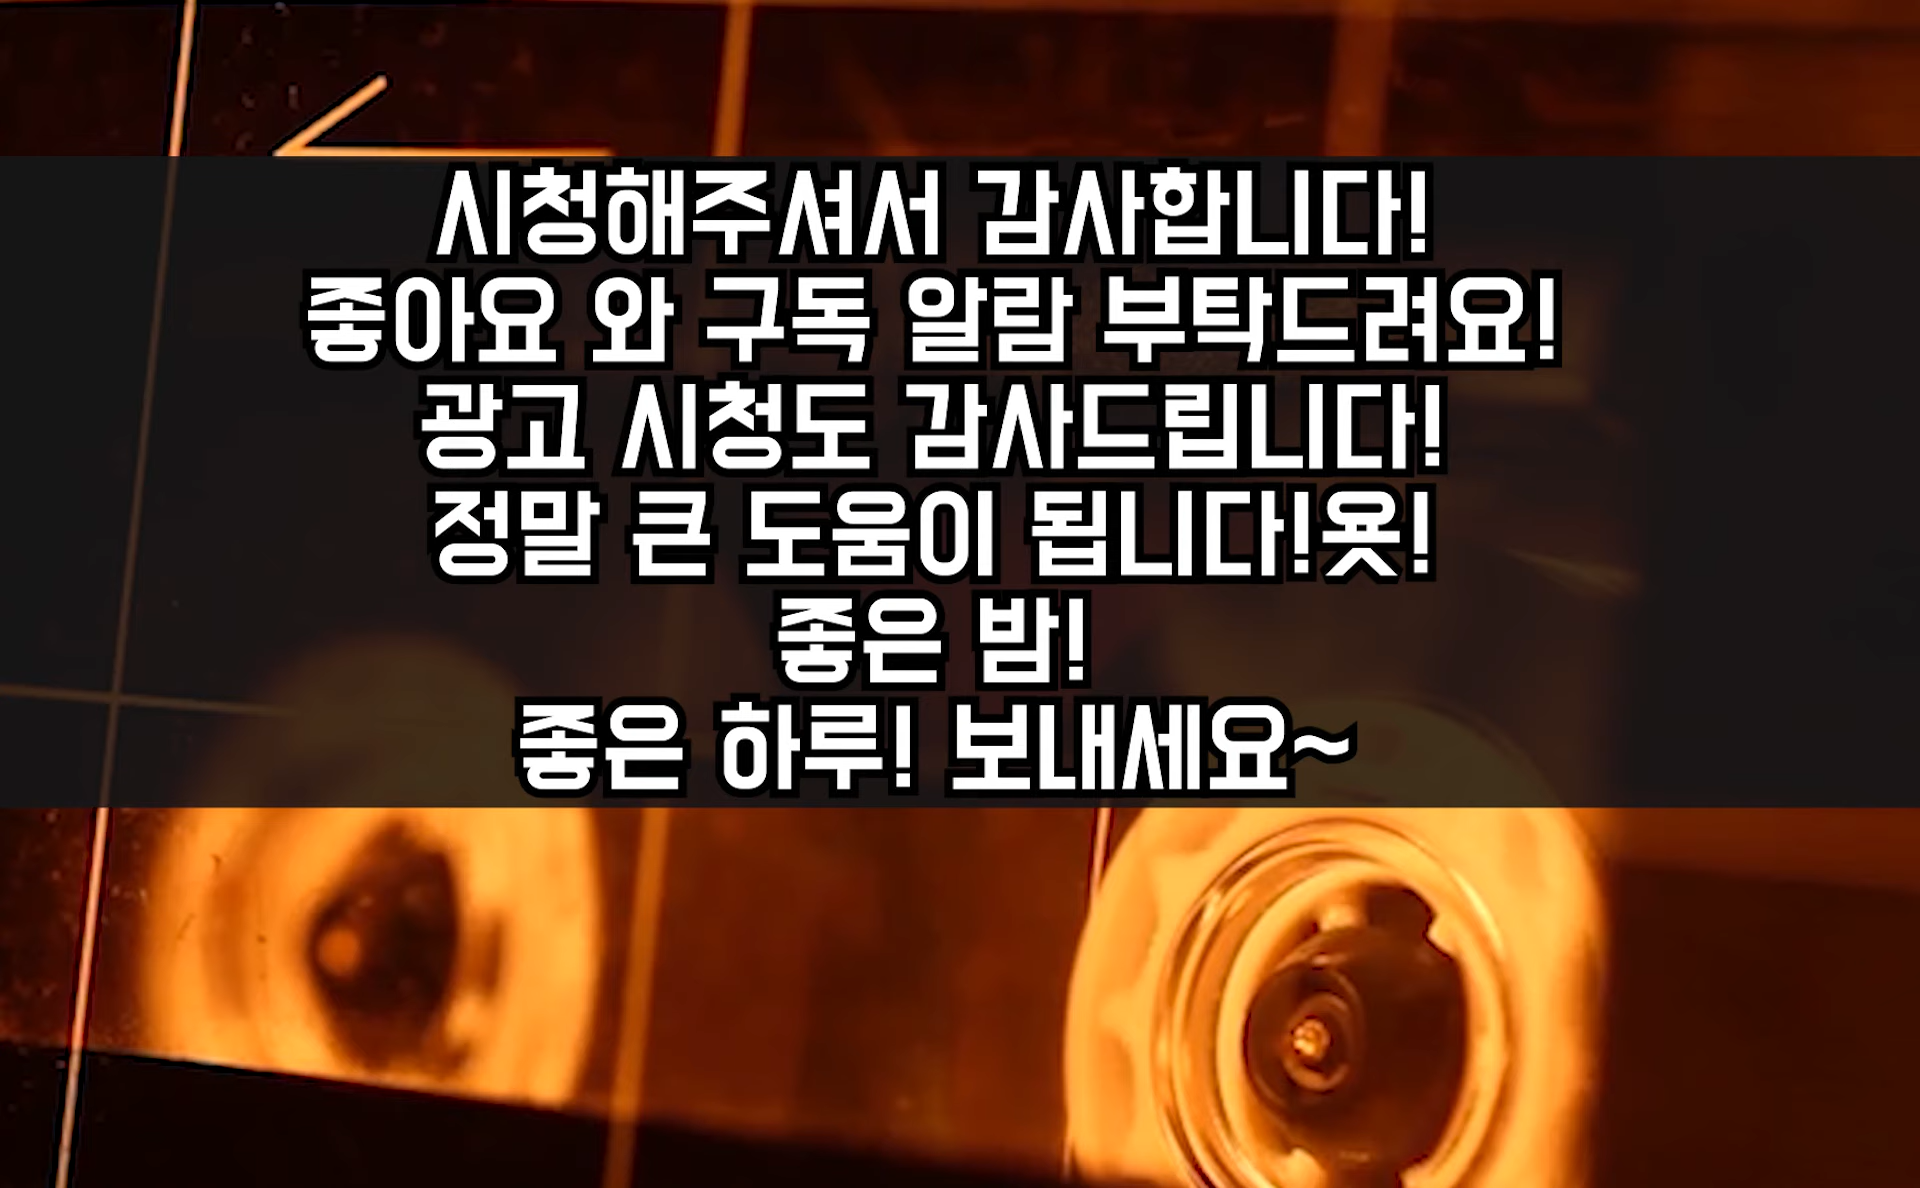 시청해주셔서 감사합니다!
좋아요 와 구독 알람 부탁드려요!
광고 시청도 감사드립니다!
정말 큰 도움이 됩니다!욧!
좋은 밤!
좋은 하루! 보내세요~